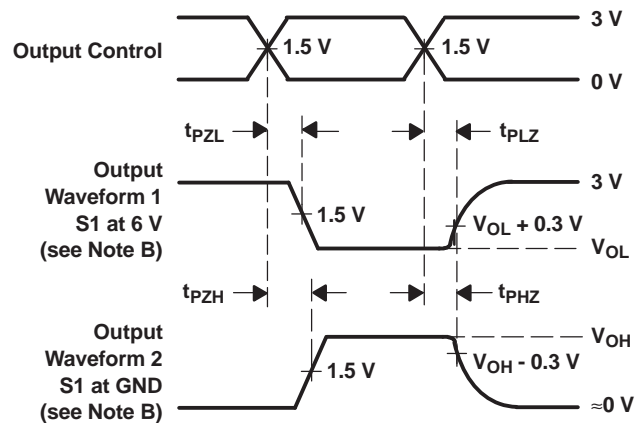 3 V
Output Control
1.5 V
1.5 V
0 V
tPZL
tPLZ
Output
Waveform 1
S1 at 6 V
(see Note B)
3 V
1.5 V
VOL + 0.3 V
VOL
tPZH
tPHZ
Output
Waveform 2
S1 at GND
(see Note B)
VOH
1.5 V
VOH - 0.3 V
≈0 V